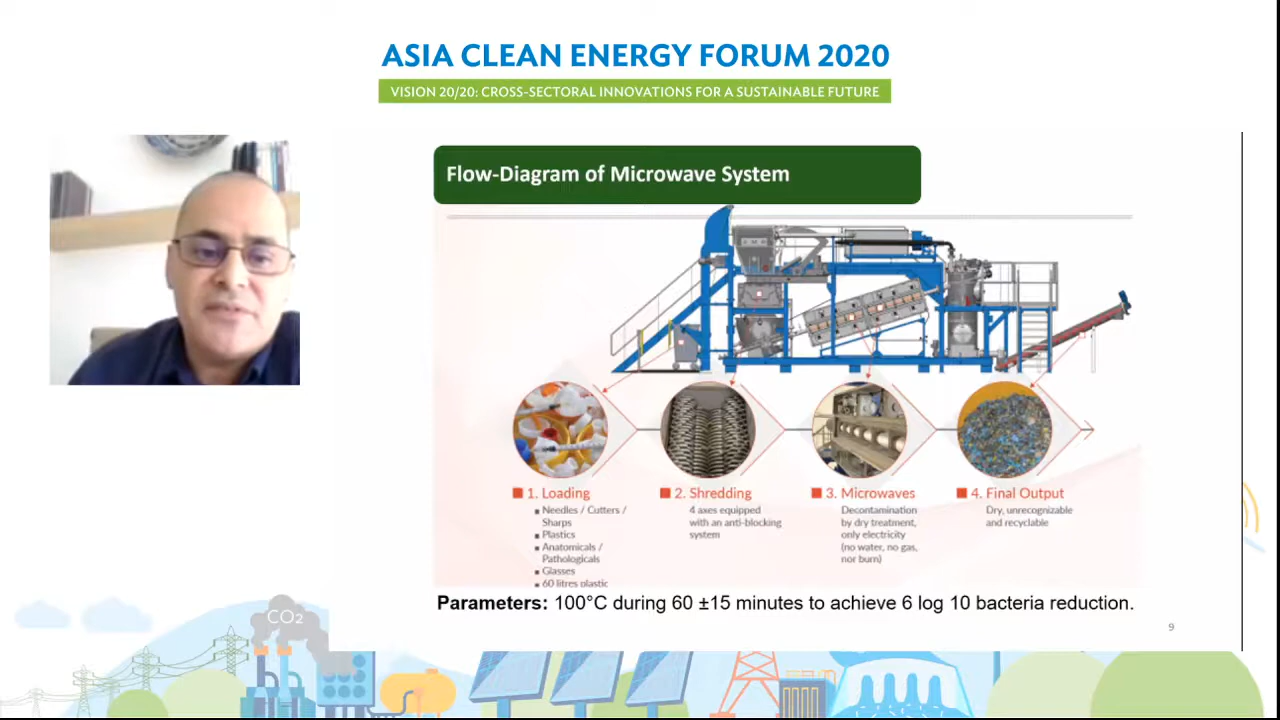 ASIA CLEAN ENERGY FORUM 2020
VISION 20/20: CROSS-SECTORAL INNOVATIONS FOR A SUSTAINABLE FUTURE
Flow-Diagram of Microwave System
1. Loading
Needles / Cutters /
Sharps
Plastics
Anatomicals /
Pathologicals
Glasses
60 litres plastic
2. Shredding
4 axes equipped
with an anti-blocking
system
3. Microwaves
Decontamination
by dry treatment,
only electricity
(no water, no gas,
nor burn)
4. Final Output
Dry, unrecognizable
and recyclable
Parameters: 100°C during 60 ±15 minutes to achieve 6 log 10 bacteria reduction.
9
CO2